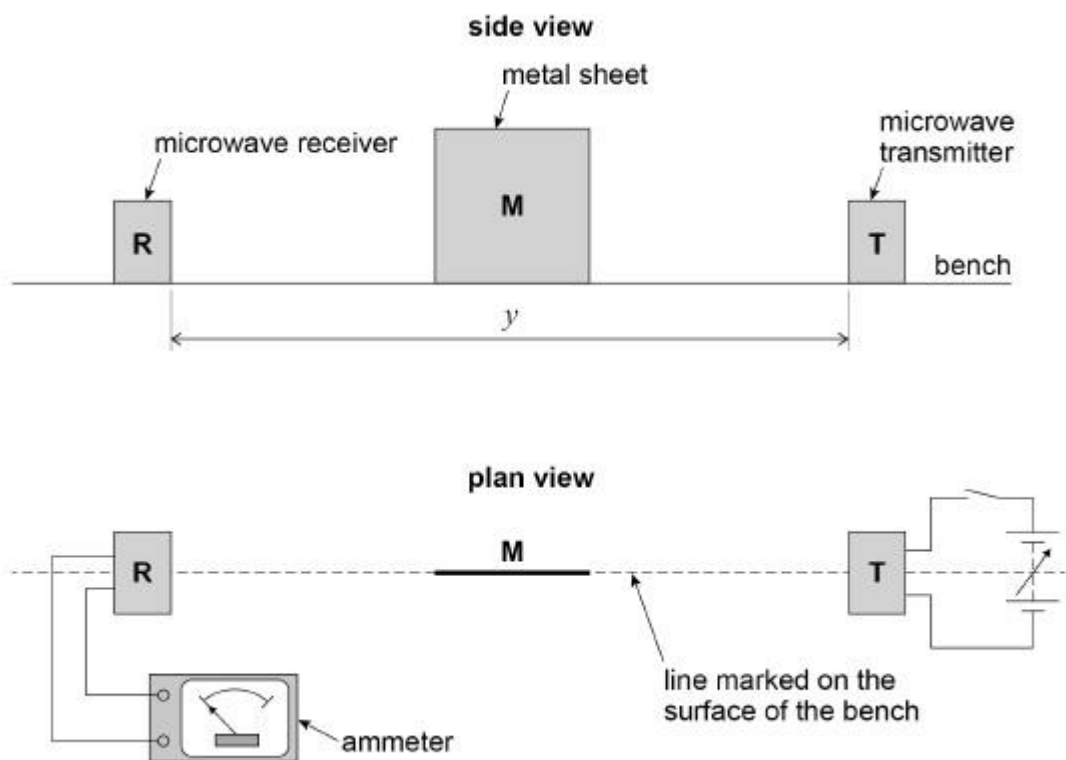 side view
metal sheet
microwave receiver
microwave
transmitter
M
R
T
bench
y
plan view
M
R
T
line marked on the
surface of the bench
ammeter